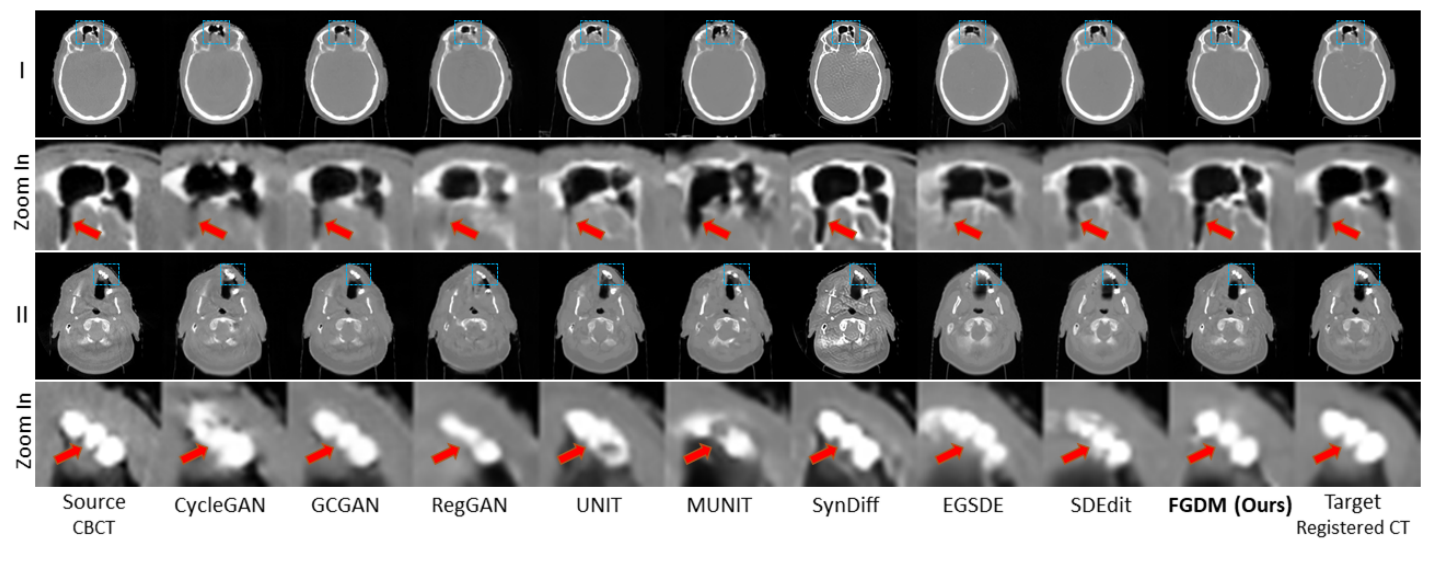 I
Zoom In
II
Zoom In
Source
CBCT
CycleGAN
GCGAN
RegGAN
UNIT
MUNIT
SynDiff
EGSDE
SDEdit
FGDM (Ours)
Target
Registered CT